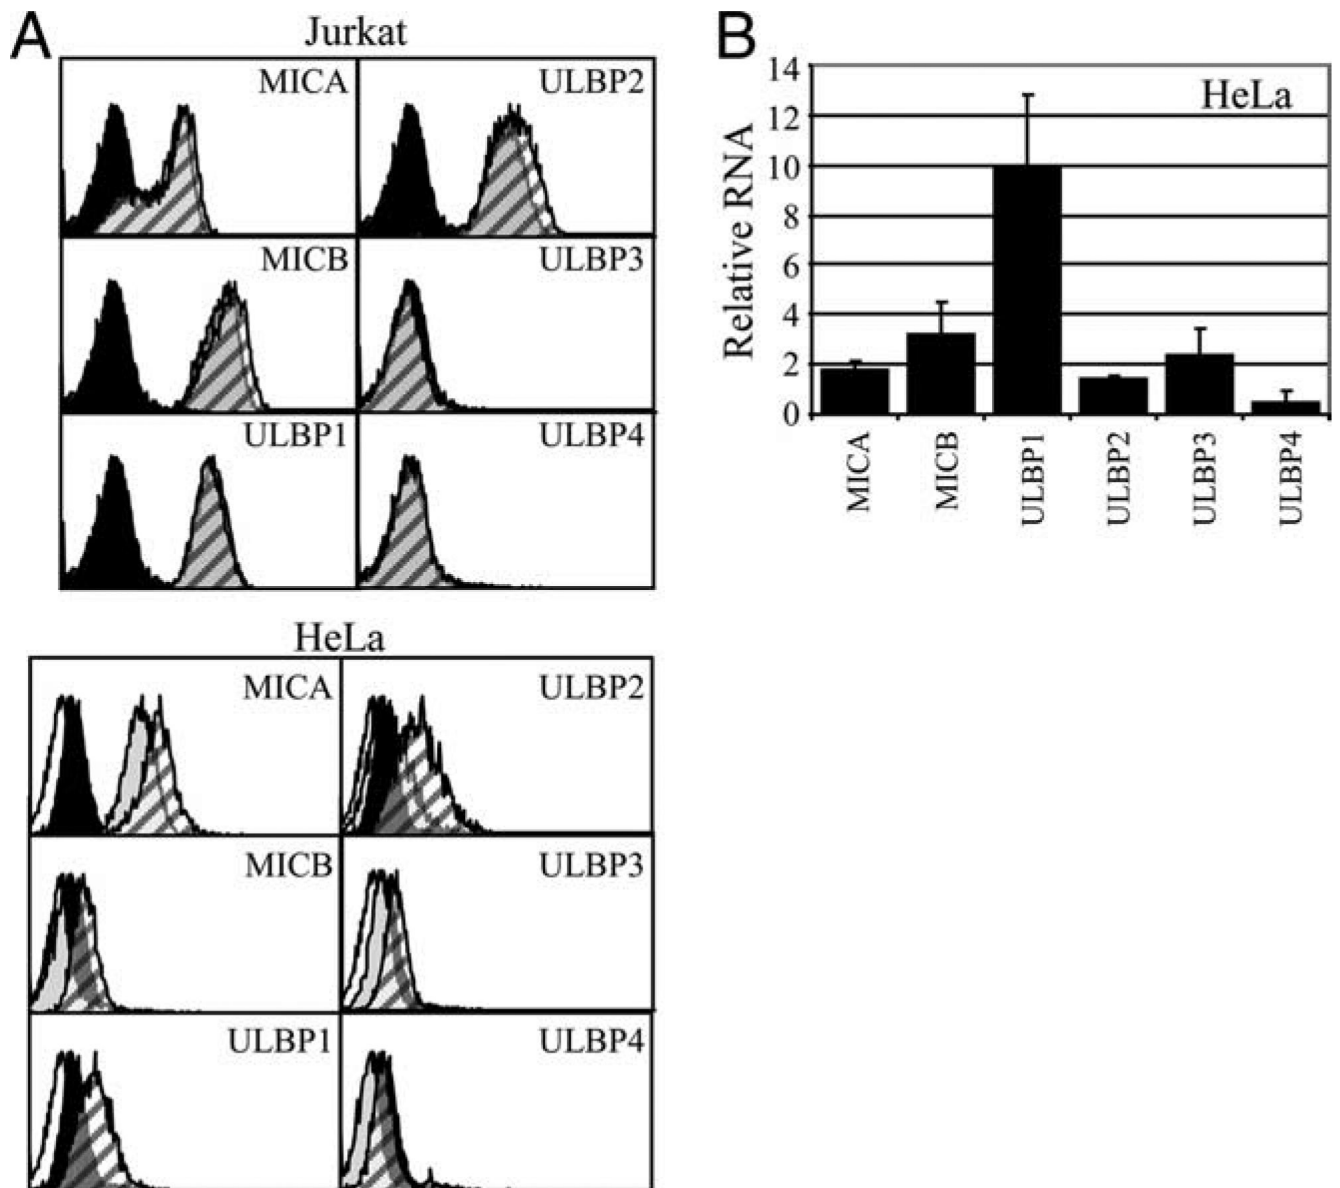 A
Jurkat
MICA
ULBP2
MICB
ULBP3
ULBP1
ULBP4
HeLa
MICA
ULBP2
MICB
ULBP3
ULBP1
ULBP4
B
HeLa
Relative RNA
14
12
10
8
6
4
2
0
MICA
MICB
ULBP1
ULBP2
ULBP3
ULBP4